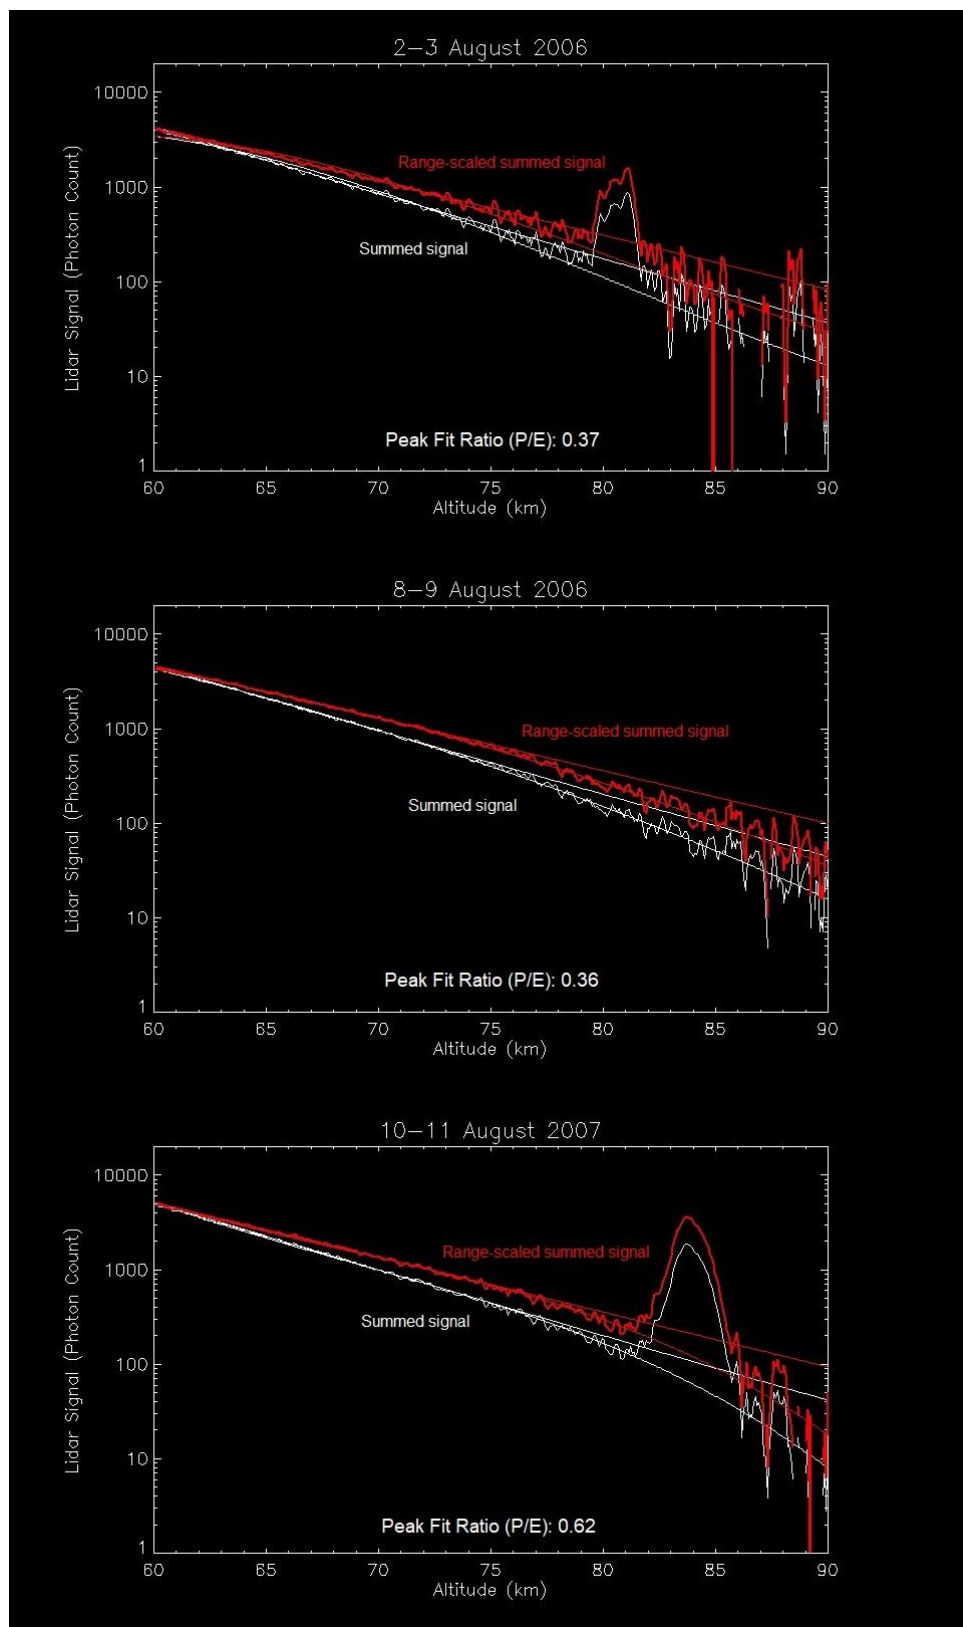 2-3 August 2006
10000
1000
100
10
1
Lidar Signal (Photon Count)
Range-scaled summed signal
Summed signal
Peak Fit Ratio (P/E): 0.37
60 65 70 75 80 85 90
Altitude (km)
8-9 August 2006
10000
1000
100
10
1
Lidar Signal (Photon Count)
Range-scaled summed signal
Summed signal
Peak Fit Ratio (P/E): 0.36
60 65 70 75 80 85 90
Altitude (km)
10-11 August 2007
10000
1000
100
10
1
Lidar Signal (Photon Count)
Range-scaled summed signal
Summed signal
Peak Fit Ratio (P/E): 0.62
60 65 70 75 80 85 90
Altitude (km)